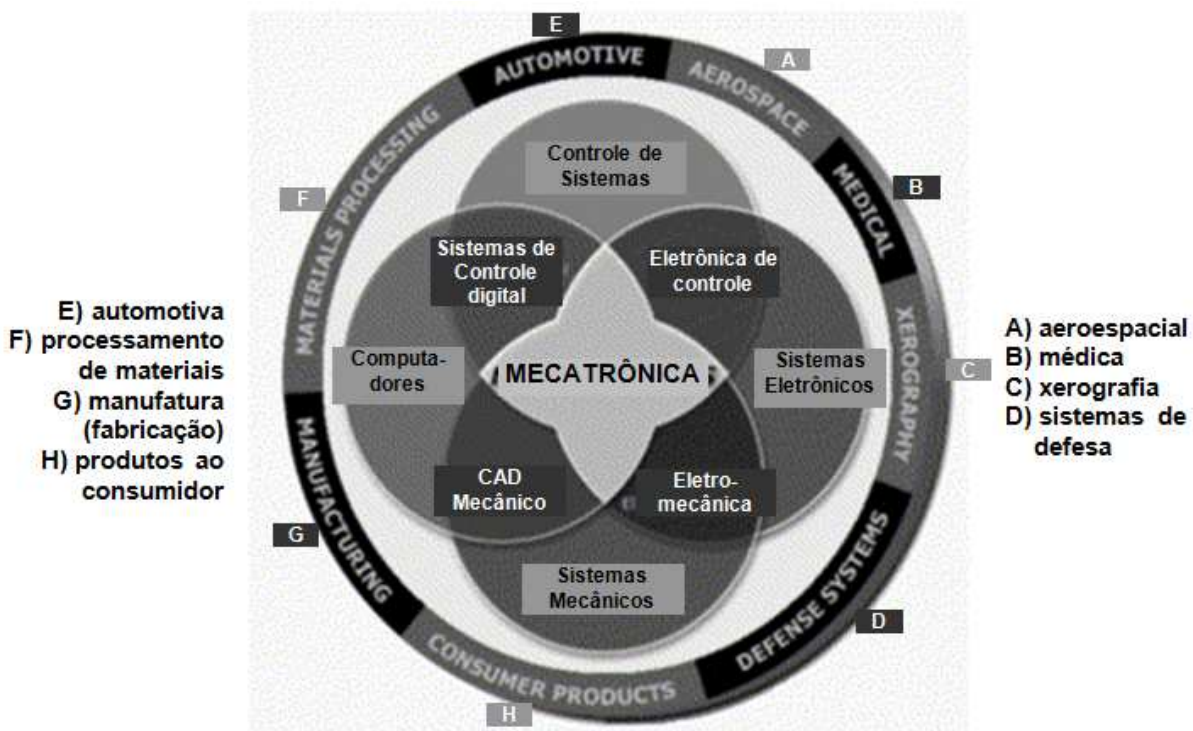 E
AUTOMOTIVE
A
AEROSPACE
B
MEDICAL
C
XEROGRAPHY
D
DEFENSE SYSTEMS
H
CONSUMER PRODUCTS
G
MANUFACTURING
F
MATERIALS PROCESSING
Controle de
Sistemas
Sistemas de
Controle
digital
Eletrônica de
controle
Computa-
dores
MECATRÔNICA
Sistemas
Eletrônicos
CAD
Mecânico
Eletro-
mecânica
Sistemas
Mecânicos
E) automotiva
F) processamento
de materiais
G) manufatura
(fabricação)
H) produtos ao
consumidor
A) aeroespacial
B) médica
C) xerografia
D) sistemas de
defesa